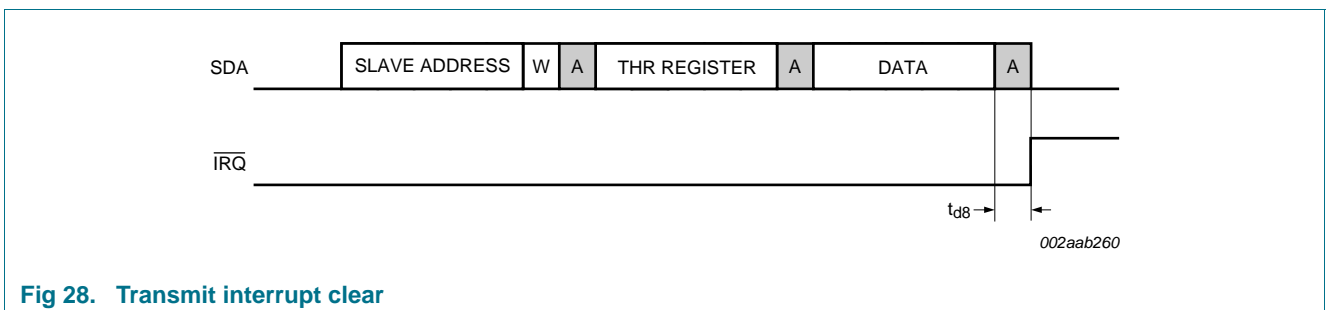 SDA SLAVE ADDRESS W A THR REGISTER A DATA A
IRQ
td8
002aab260
Fig 28. Transmit interrupt clear